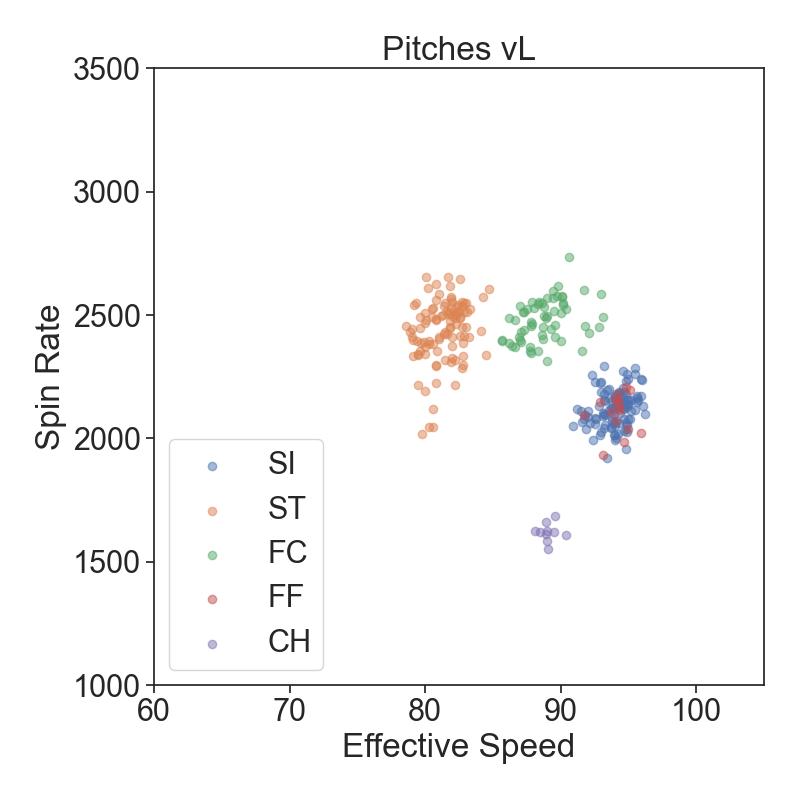 Pitches vL
3500
3000
2500
2000
1500
1000
Spin Rate
SI
ST
FC
FF
CH
60 70 80 90 100
Effective Speed